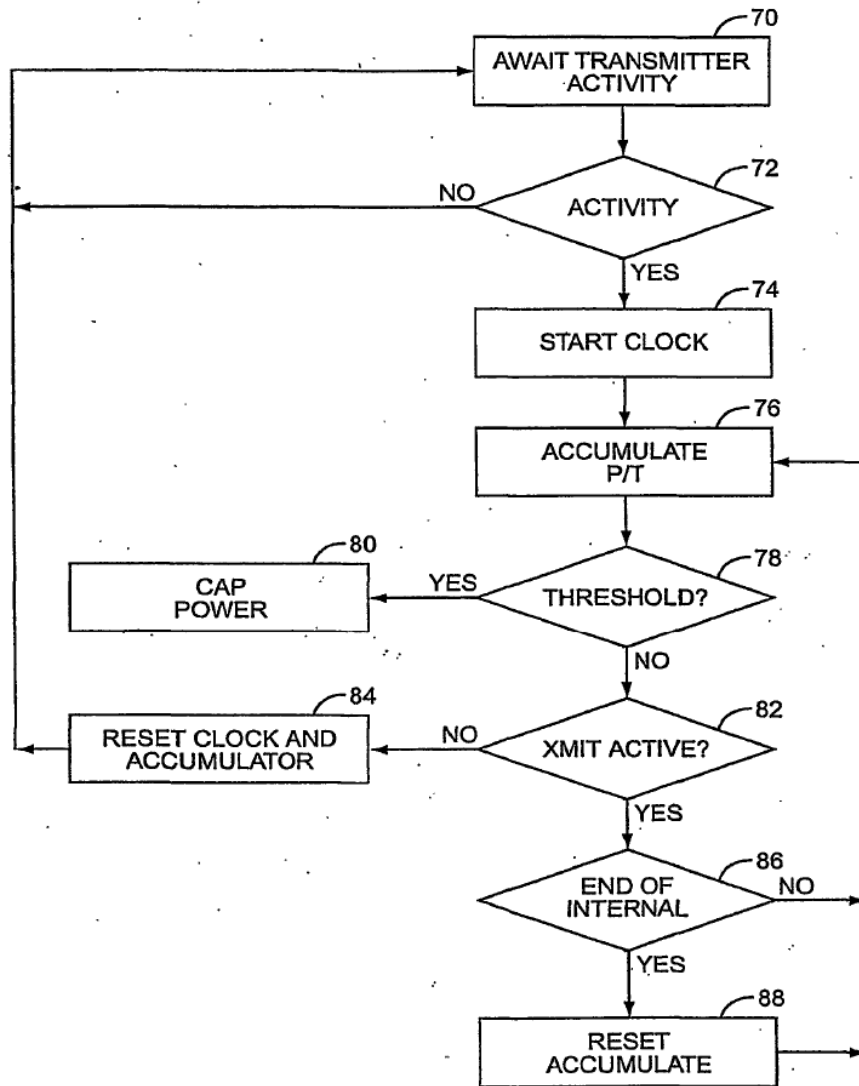 70
AWAIT TRANSMITTER
ACTIVITY
72
NO
ACTIVITY
YES
74
START CLOCK
76
ACCUMULATE
P/T
80
CAP
POWER
YES
78
THRESHOLD?
NO
84
RESET CLOCK AND
ACCUMULATOR
NO
82
XMIT ACTIVE?
YES
86
END OF
INTERNAL
NO
YES
88
RESET
ACCUMULATE